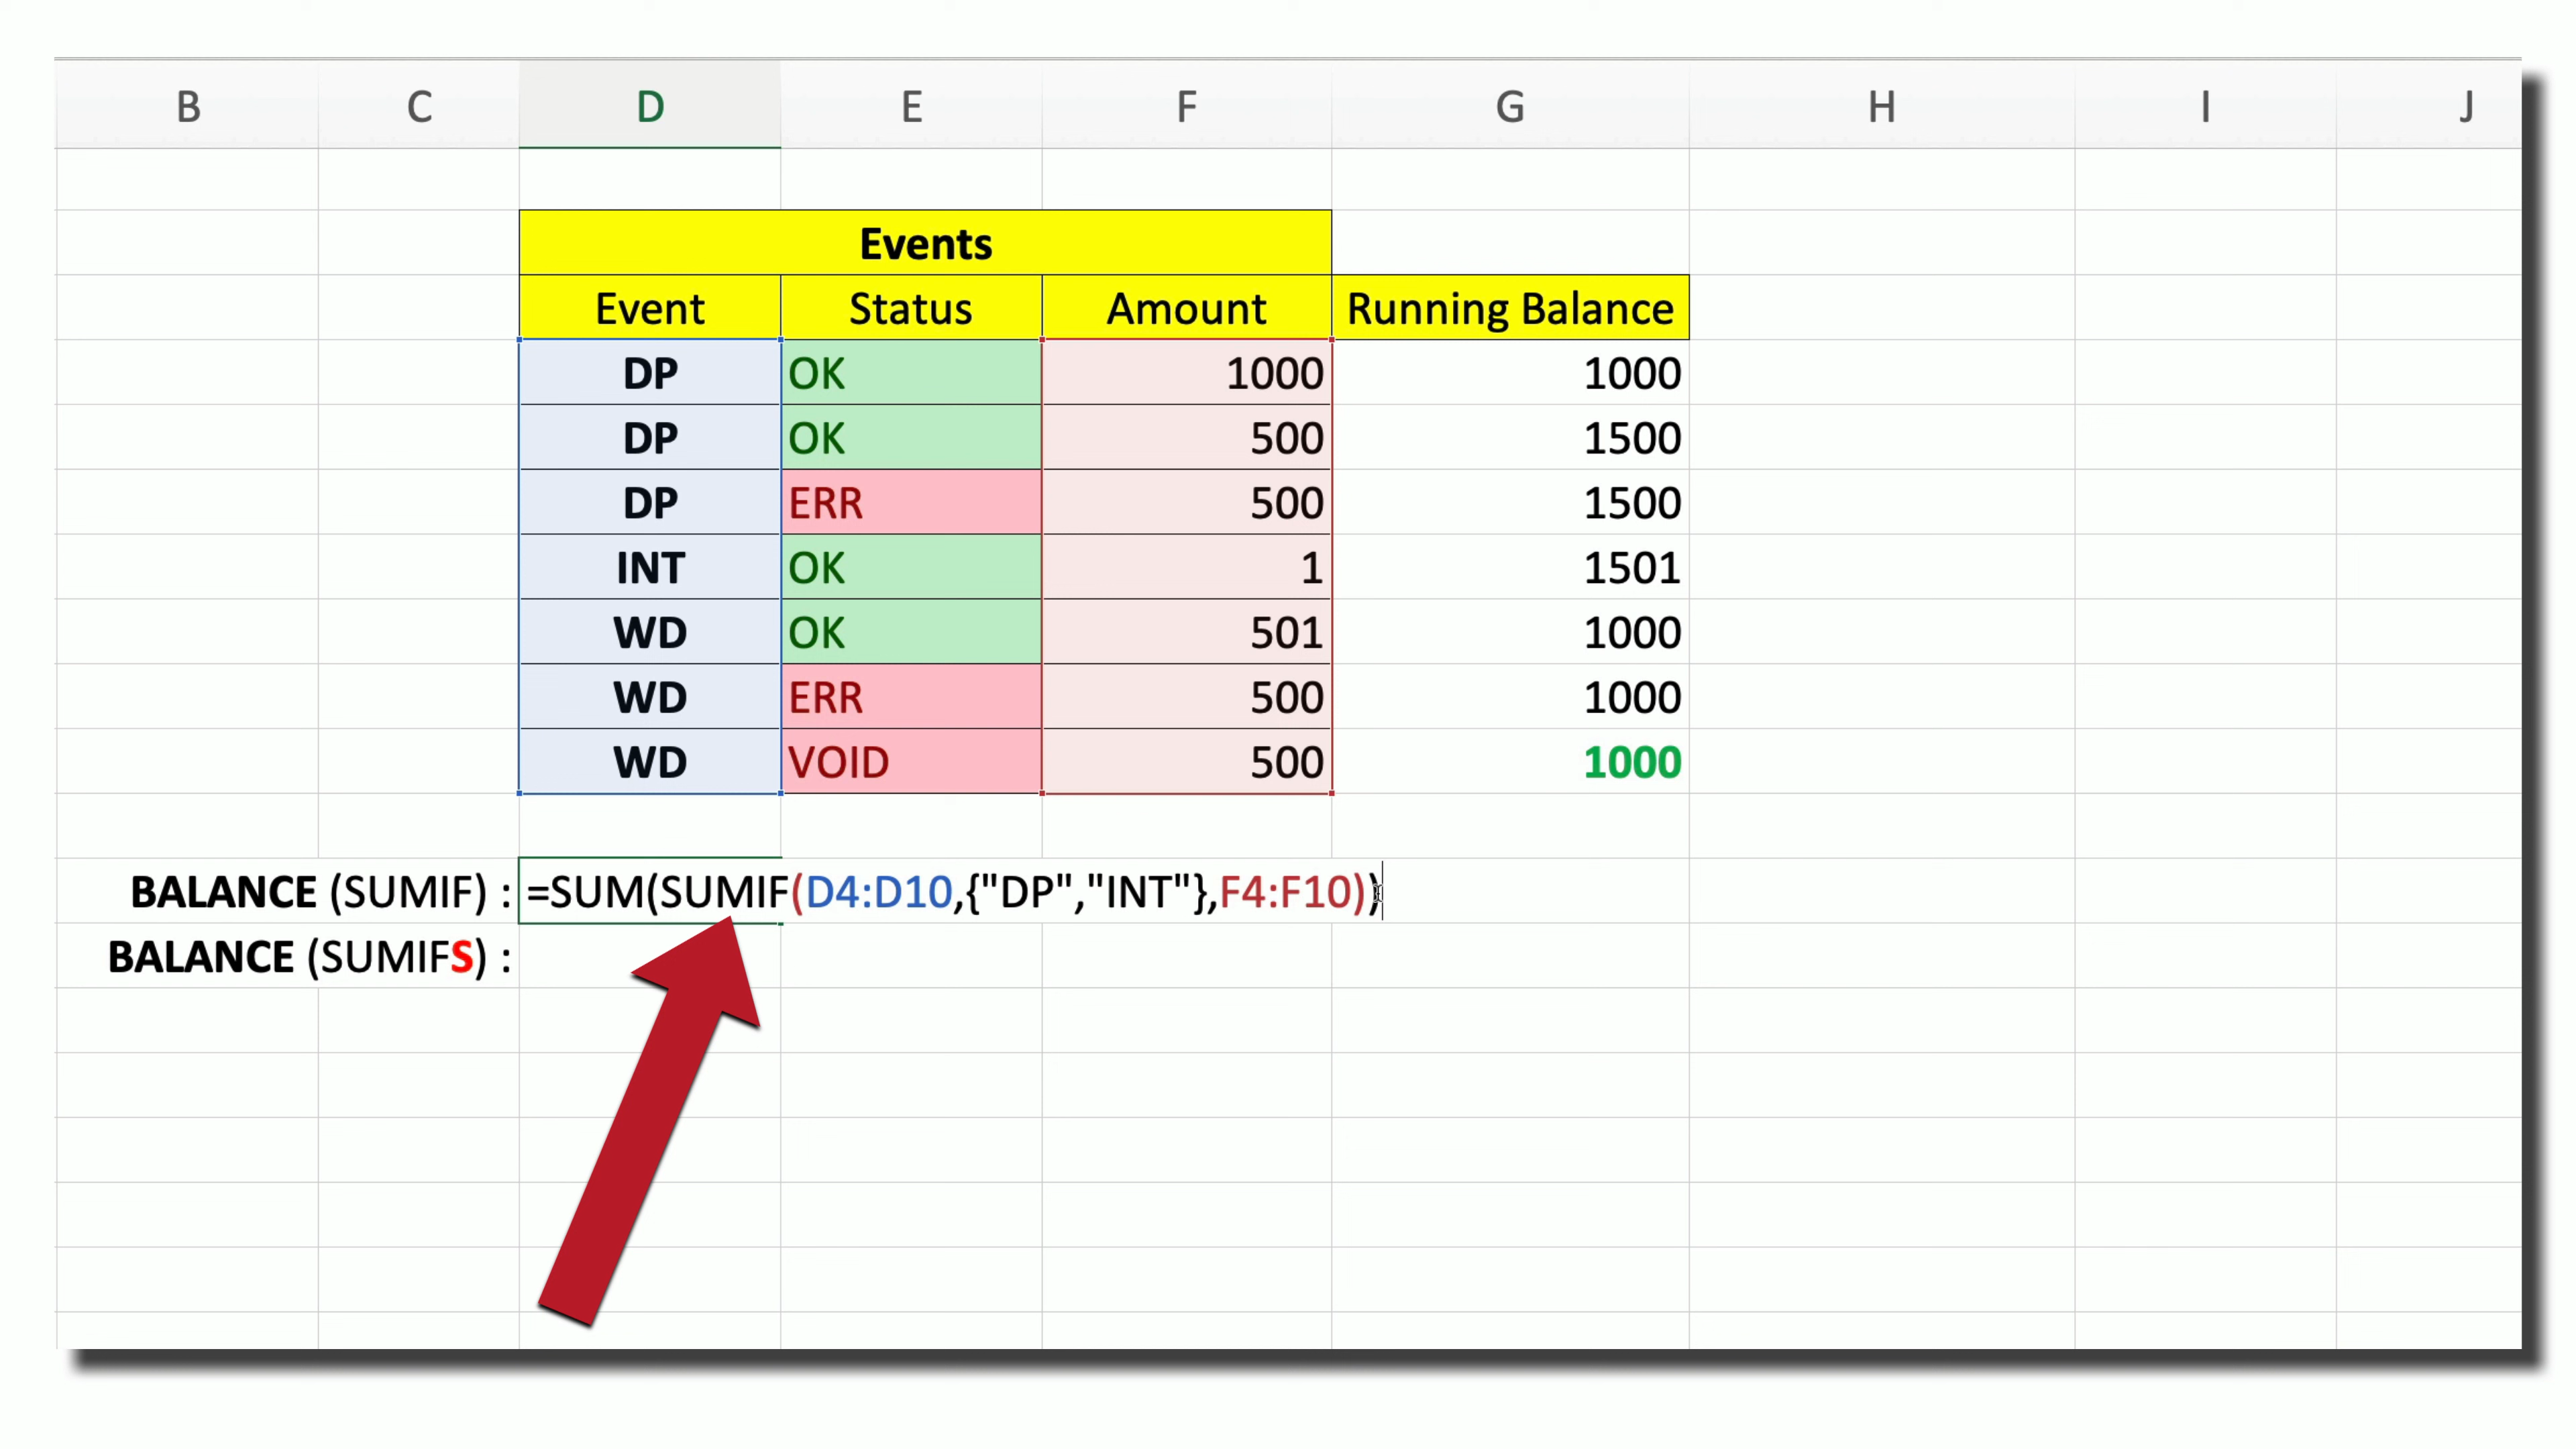 B C D E F G H I J
Events
Event Status Amount Running Balance
DP OK 1000 1000
DP OK 500 1500
DP ERR 500 1500
INT OK 1 1501
WD OK 501 1000
WD ERR 500 1000
WD VOID 500 1000
BALANCE (SUMIF) : =SUM(SUMIF(D4:D10,{"DP","INT"},F4:F10))
BALANCE (SUMIFS) :